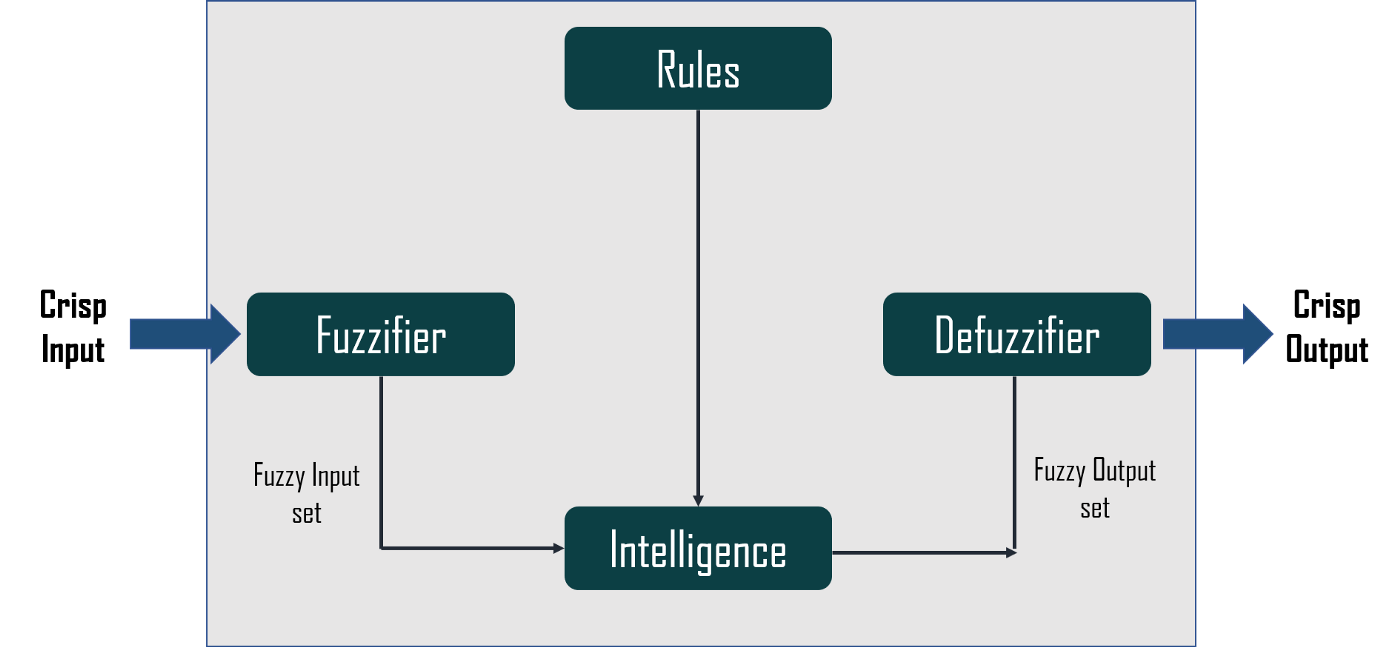 Rules
Crisp
Input
Fuzzifier
Defuzzifier
Crisp
Output
Fuzzy Input
set
Fuzzy Output
set
Intelligence